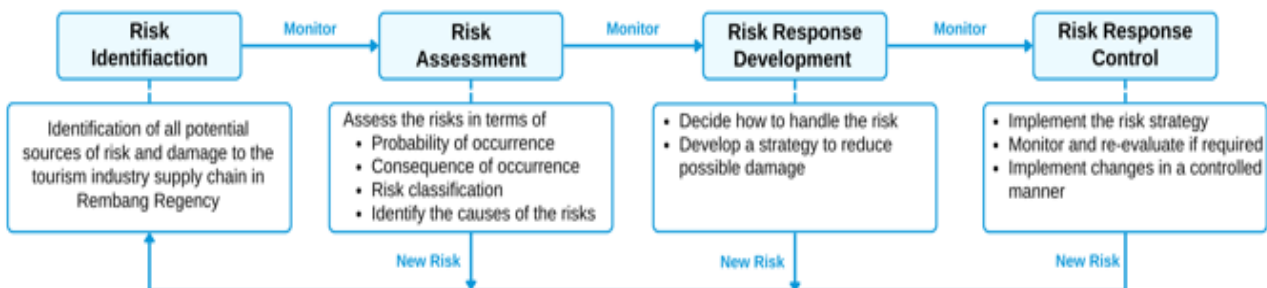 Risk
Identifiaction
Monitor
Risk
Assessment
Monitor
Risk Response
Development
Monitor
Risk Response
Control
Identification of all potential
sources of risk and damage to the
tourism industry supply chain in
Rembang Regency
Assess the risks in terms of
• Probability of occurrence
• Consequence of occurrence
• Risk classification
• Identify the causes of the risks
• Decide how to handle the risk
• Develop a strategy to reduce
possible damage
• Implement the risk strategy
• Monitor and re-evaluate if required
• Implement changes in a controlled
manner
New Risk
New Risk
New Risk